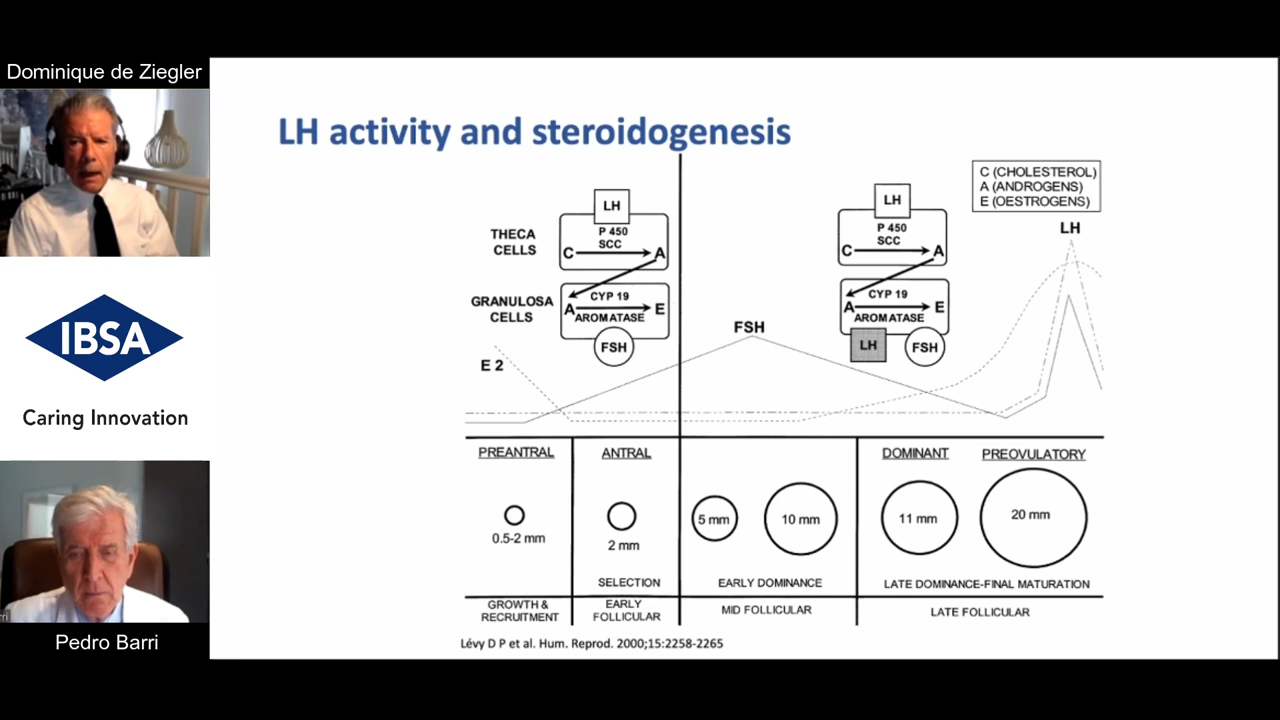 Dominique de Ziegler
IBSA
Caring Innovation
Pedro Barri
LH activity and steroidogenesis
C (CHOLESTEROL)
A (ANDROGENS)
E (OESTROGENS)
LH
THECA
CELLS
LH
P 450
SCC
C
A
GRANULOSA
CELLS
CYP 19
A
E
AROMATASE
FSH
E 2
FSH
LH
P 450
SCC
C
A
CYP 19
A
E
AROMATASE
LH
FSH
PREANTRAL
ANTRAL
DOMINANT
PREOVULATORY
0.5-2 mm
2 mm
5 mm
10 mm
11 mm
20 mm
SELECTION
EARLY DOMINANCE
LATE DOMINANCE-FINAL MATURATION
GROWTH &
RECRUITMENT
EARLY
FOLLICULAR
MID FOLLICULAR
LATE FOLLICULAR
Lévy D P et al. Hum. Reprod. 2000;15:2258-2265